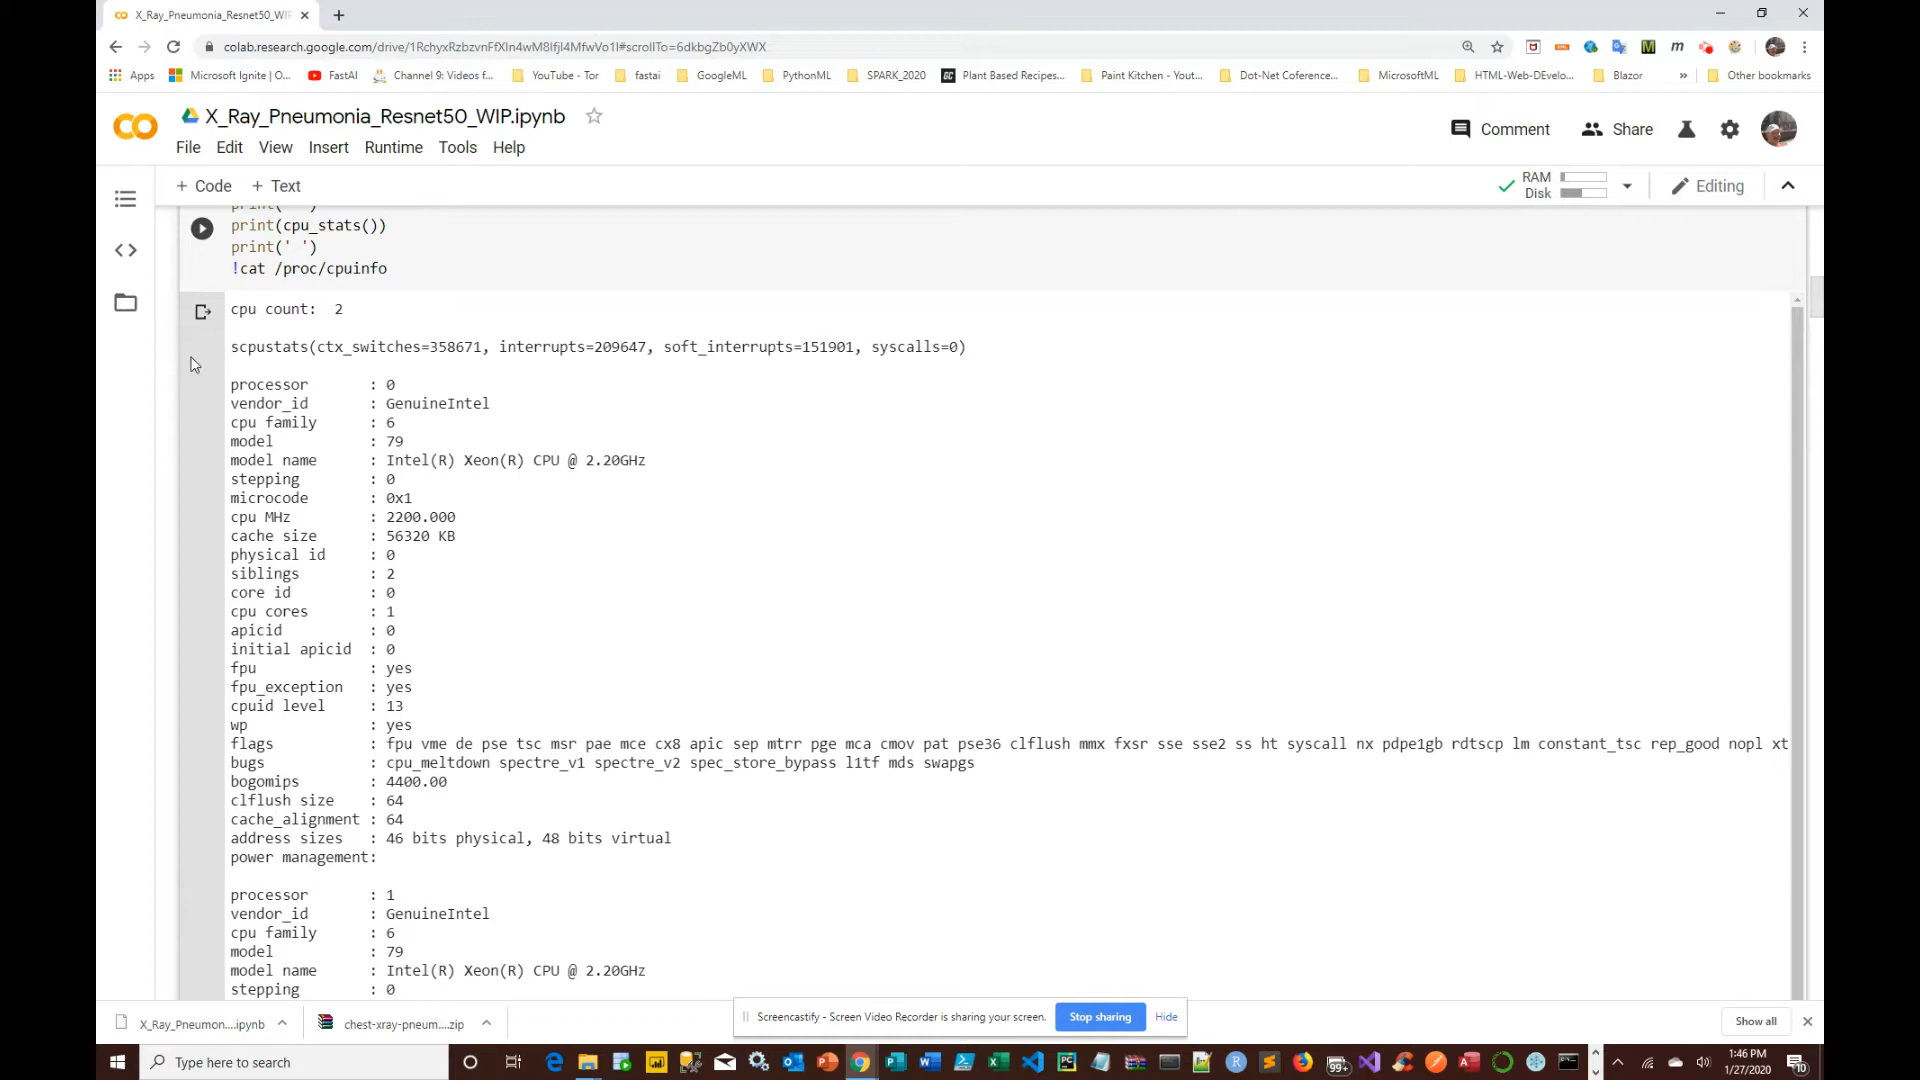 X_Ray_Pneumonia_Resnet50_WI
colab.research.google.com/drive/1RchyxRzbzvnFfXln4wM8lfjl4MfwVo1l#scrollTo=6dkbgZb0yXWX
Apps Microsoft Ignite | O... FastAI Channel 9: Videos f... YouTube - Tor fastai GoogleML PythonML SPARK_2020 Plant Based Recipes... Paint Kitchen - Yout... Dot-Net Coference... MicrosoftML HTML-Web-DEvelo... Blazor » Other bookmarks
X_Ray_Pneumonia_Resnet50_WIP.ipynb
Comment Share
File Edit View Insert Runtime Tools Help
+ Code + Text
RAM
Disk
Editing
print(cpu_stats())
print(' ')
!cat /proc/cpuinfo
cpu count:  2
scpustats(ctx_switches=358671, interrupts=209647, soft_interrupts=151901, syscalls=0)
processor : 0
vendor_id : GenuineIntel
cpu family : 6
model : 79
model name : Intel(R) Xeon(R) CPU @ 2.20GHz
stepping : 0
microcode : 0x1
cpu MHz : 2200.000
cache size : 56320 KB
physical id : 0
siblings : 2
core id : 0
cpu cores : 1
apicid : 0
initial apicid : 0
fpu : yes
fpu_exception : yes
cpuid level : 13
wp : yes
flags : fpu vme de pse tsc msr pae mce cx8 apic sep mtrr pge mca cmov pat pse36 clflush mmx fxsr sse sse2 ss ht syscall nx pdpe1gb rdtscp lm constant_tsc rep_good nopl xt
bugs : cpu_meltdown spectre_v1 spectre_v2 spec_store_bypass l1tf mds swapgs
bogomips : 4400.00
clflush size : 64
cache_alignment : 64
address sizes : 46 bits physical, 48 bits virtual
power management:
processor : 1
vendor_id : GenuineIntel
cpu family : 6
model : 79
model name : Intel(R) Xeon(R) CPU @ 2.20GHz
stepping : 0
X_Ray_Pneumon....ipynb chest-xray-pneum....zip
Screencastify - Screen Video Recorder is sharing your screen. Stop sharing Hide
Show all
Type here to search
99+
1:46 PM
1/27/2020
10